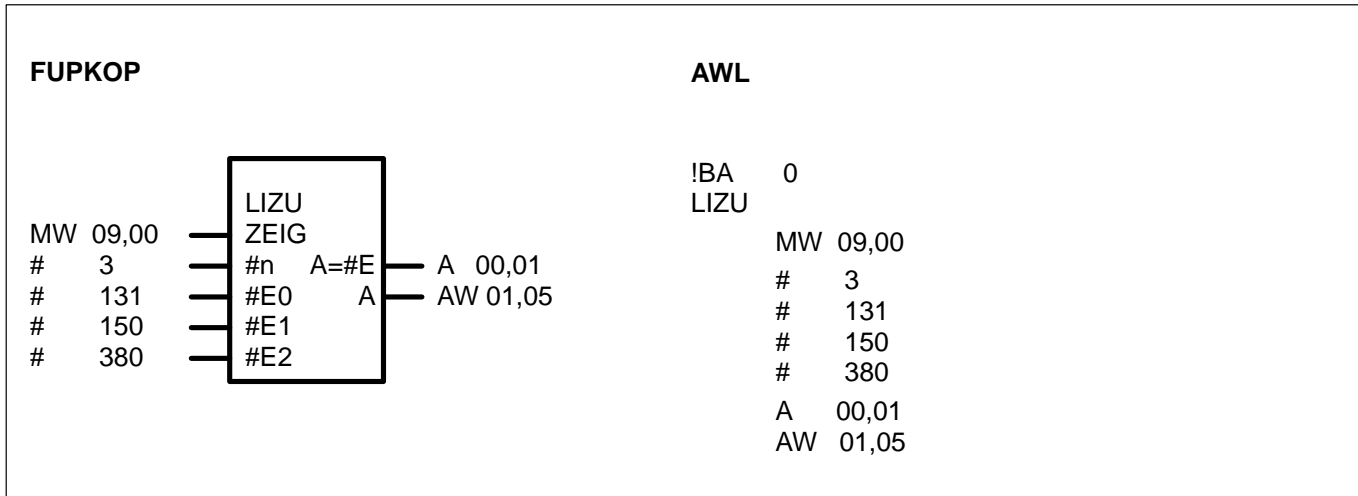 FUPKOP
LIZU
MW 09,00 ZEIG
# 3 #n A=#E A 00,01
# 131 #E0 A AW 01,05
# 150 #E1
# 380 #E2
AWL
!BA 0
LIZU
MW 09,00
# 3
# 131
# 150
# 380
A 00,01
AW 01,05